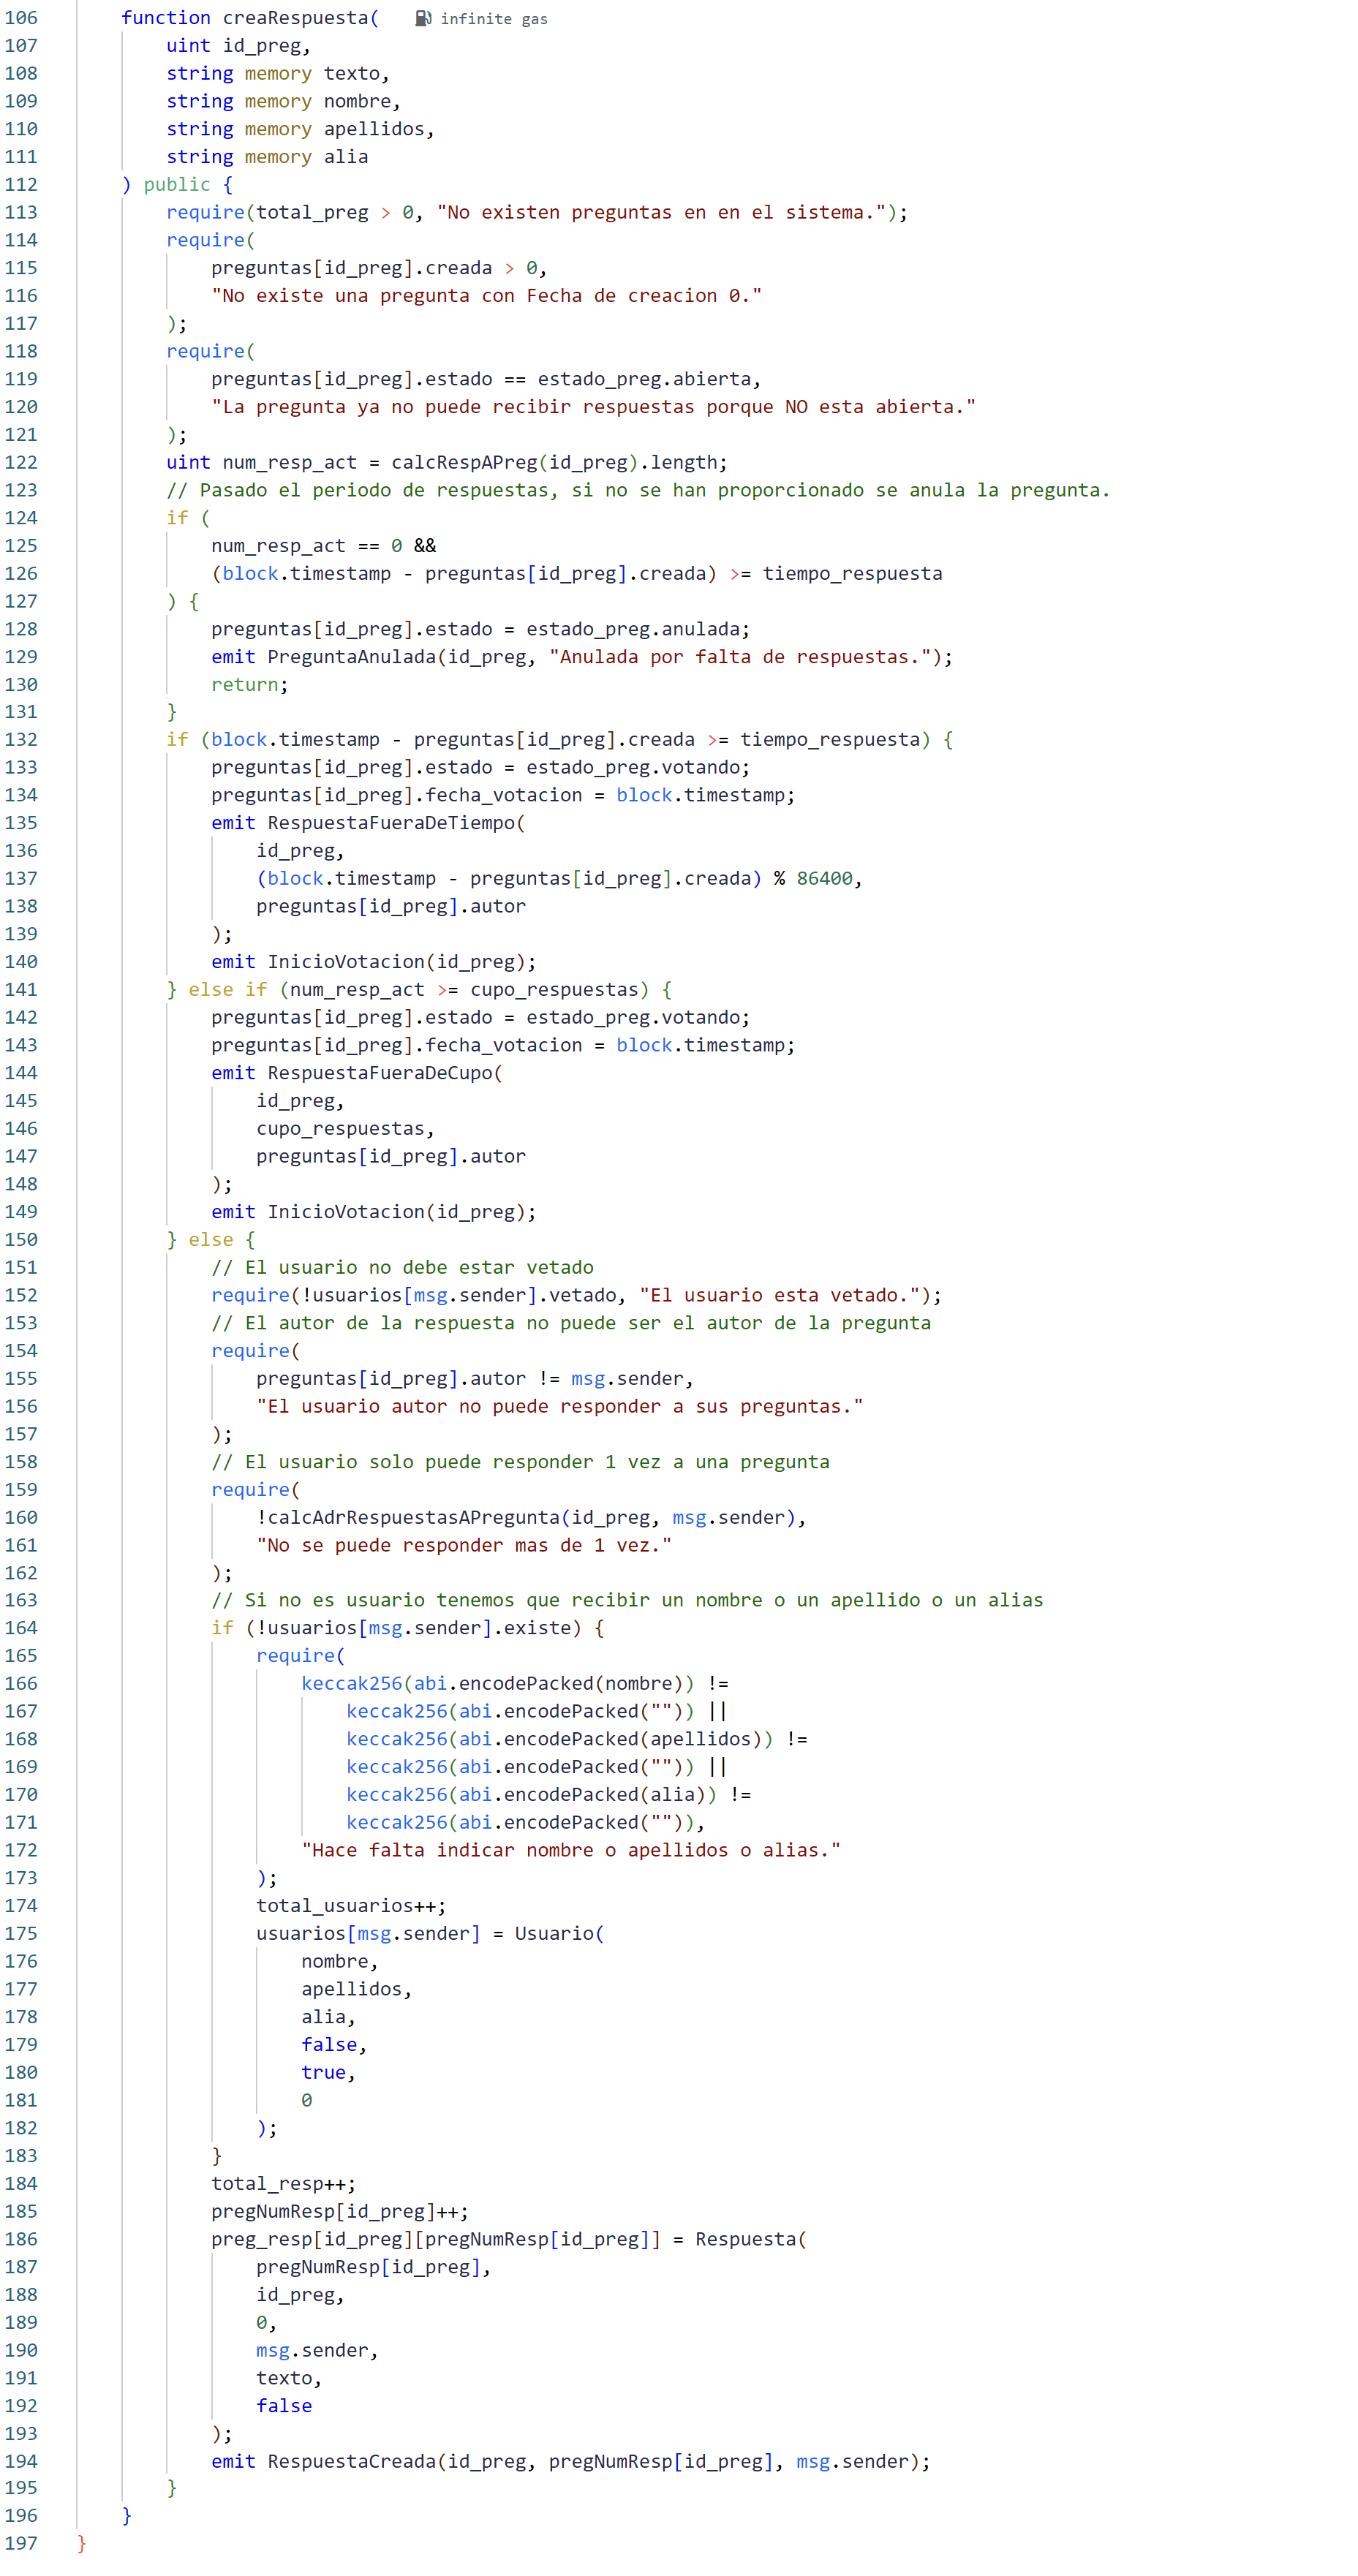 106 function creaRespuesta( infinite gas
107 uint id_preg,
108 string memory texto,
109 string memory nombre,
110 string memory apellidos,
111 string memory alia
112 ) public {
113 require(total_preg > 0, "No existen preguntas en en el sistema.");
114 require(
115 preguntas[id_preg].creada > 0,
116 "No existe una pregunta con Fecha de creacion 0."
117 );
118 require(
119 preguntas[id_preg].estado == estado_preg.abierta,
120 "La pregunta ya no puede recibir respuestas porque NO esta abierta."
121 );
122 uint num_resp_act = calcRespAPreg(id_preg).length;
123 // Pasado el periodo de respuestas, si no se han proporcionado se anula la pregunta.
124 if (
125 num_resp_act == 0 &&
126 (block.timestamp - preguntas[id_preg].creada) >= tiempo_respuesta
127 ) {
128 preguntas[id_preg].estado = estado_preg.anulada;
129 emit PreguntaAnulada(id_preg, "Anulada por falta de respuestas.");
130 return;
131 }
132 if (block.timestamp - preguntas[id_preg].creada >= tiempo_respuesta) {
133 preguntas[id_preg].estado = estado_preg.votando;
134 preguntas[id_preg].fecha_votacion = block.timestamp;
135 emit RespuestaFueraDeTiempo(
136 id_preg,
137 (block.timestamp - preguntas[id_preg].creada) % 86400,
138 preguntas[id_preg].autor
139 );
140 emit InicioVotacion(id_preg);
141 } else if (num_resp_act >= cupo_respuestas) {
142 preguntas[id_preg].estado = estado_preg.votando;
143 preguntas[id_preg].fecha_votacion = block.timestamp;
144 emit RespuestaFueraDeCupo(
145 id_preg,
146 cupo_respuestas,
147 preguntas[id_preg].autor
148 );
149 emit InicioVotacion(id_preg);
150 } else {
151 // El usuario no debe estar vetado
152 require(!usuarios[msg.sender].vetado, "El usuario esta vetado.");
153 // El autor de la respuesta no puede ser el autor de la pregunta
154 require(
155 preguntas[id_preg].autor != msg.sender,
156 "El usuario autor no puede responder a sus preguntas."
157 );
158 // El usuario solo puede responder 1 vez a una pregunta
159 require(
160 !calcAdrRespuestasAPregunta(id_preg, msg.sender),
161 "No se puede responder mas de 1 vez."
162 );
163 // Si no es usuario tenemos que recibir un nombre o un apellido o un alias
164 if (!usuarios[msg.sender].existe) {
165 require(
166 keccak256(abi.encodePacked(nombre)) !=
167 keccak256(abi.encodePacked("")) ||
168 keccak256(abi.encodePacked(apellidos)) !=
169 keccak256(abi.encodePacked("")) ||
170 keccak256(abi.encodePacked(alia)) !=
171 keccak256(abi.encodePacked("")),
172 "Hace falta indicar nombre o apellidos o alias."
173 );
174 total_usuarios++;
175 usuarios[msg.sender] = Usuario(
176 nombre,
177 apellidos,
178 alia,
179 false,
180 true,
181 0
182 );
183 }
184 total_resp++;
185 pregNumResp[id_preg]++;
186 preg_resp[id_preg][pregNumResp[id_preg]] = Respuesta(
187 pregNumResp[id_preg],
188 id_preg,
189 0,
190 msg.sender,
191 texto,
192 false
193 );
194 emit RespuestaCreada(id_preg, pregNumResp[id_preg], msg.sender);
195 }
196 }
197 }